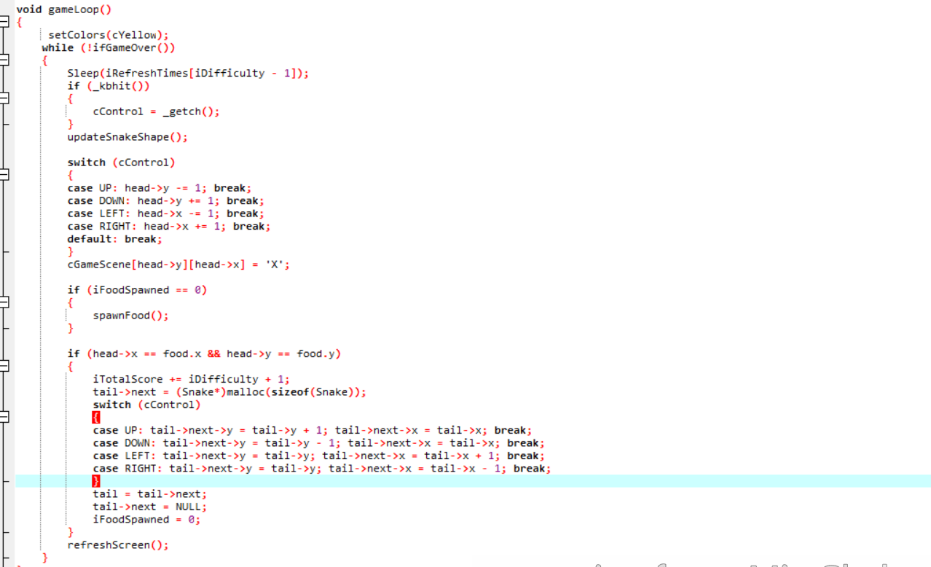 void gameLoop()
{
setColors(cYellow);
while (!ifGameOver())
{
Sleep(iRefreshTimes[iDifficulty - 1]);
if (_kbhit())
{
cControl = _getch();
}
updateSnakeShape();
switch (cControl)
{
case UP: head->y -= 1; break;
case DOWN: head->y += 1; break;
case LEFT: head->x -= 1; break;
case RIGHT: head->x += 1; break;
default: break;
}
cGameScene[head->y][head->x] = 'X';
if (iFoodSpawned == 0)
{
spawnFood();
}
if (head->x == food.x && head->y == food.y)
{
iTotalScore += iDifficulty + 1;
tail->next = (Snake*)malloc(sizeof(Snake));
switch (cControl)
{
case UP: tail->next->y = tail->y + 1; tail->next->x = tail->x; break;
case DOWN: tail->next->y = tail->y - 1; tail->next->x = tail->x; break;
case LEFT: tail->next->y = tail->y; tail->next->x = tail->x + 1; break;
case RIGHT: tail->next->y = tail->y; tail->next->x = tail->x - 1; break;
}
tail = tail->next;
tail->next = NULL;
iFoodSpawned = 0;
}
refreshScreen();
}